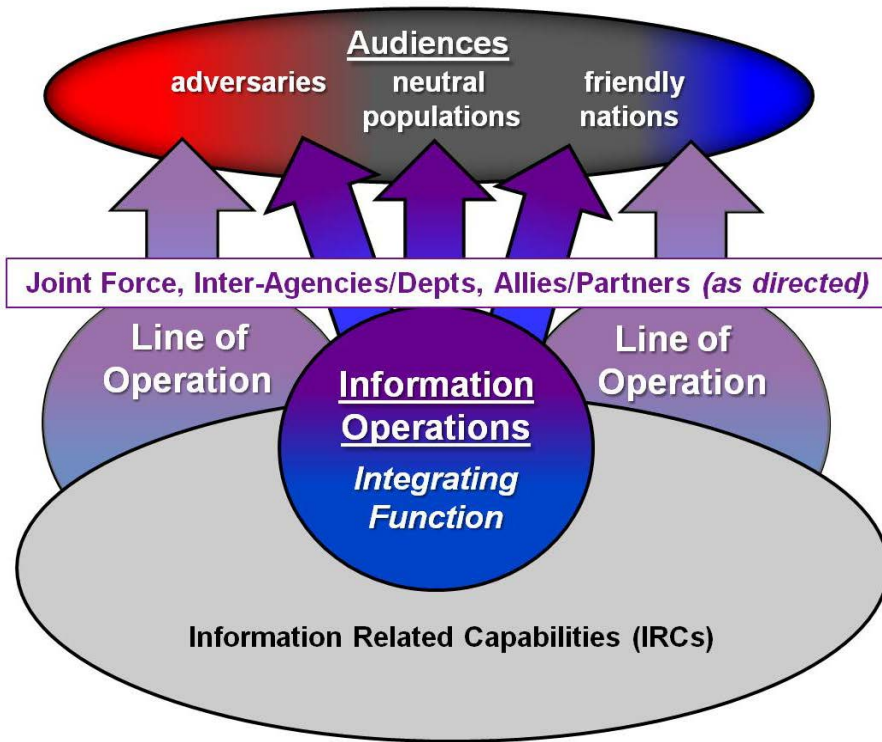 Audiences
adversaries
neutral
populations
friendly
nations
Joint Force, Inter-Agencies/Depts, Allies/Partners (as directed)
Line of
Operation
Information
Operations
Integrating
Function
Line of
Operation
Information Related Capabilities (IRCs)